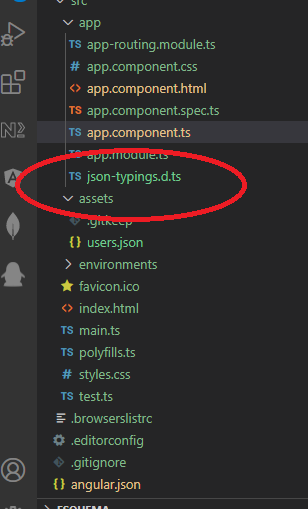 src
app
TS app-routing.module.ts
# app.component.css
<> app.component.html
TS app.component.spec.ts
TS app.component.ts
TS app.module.ts
TS json-typings.d.ts
assets
.gitkeep
{} users.json
environments
favicon.ico
<> index.html
TS main.ts
TS polyfills.ts
# styles.css
TS test.ts
.browserslistrc
.editorconfig
.gitignore
{} angular.json
ESQUEMA